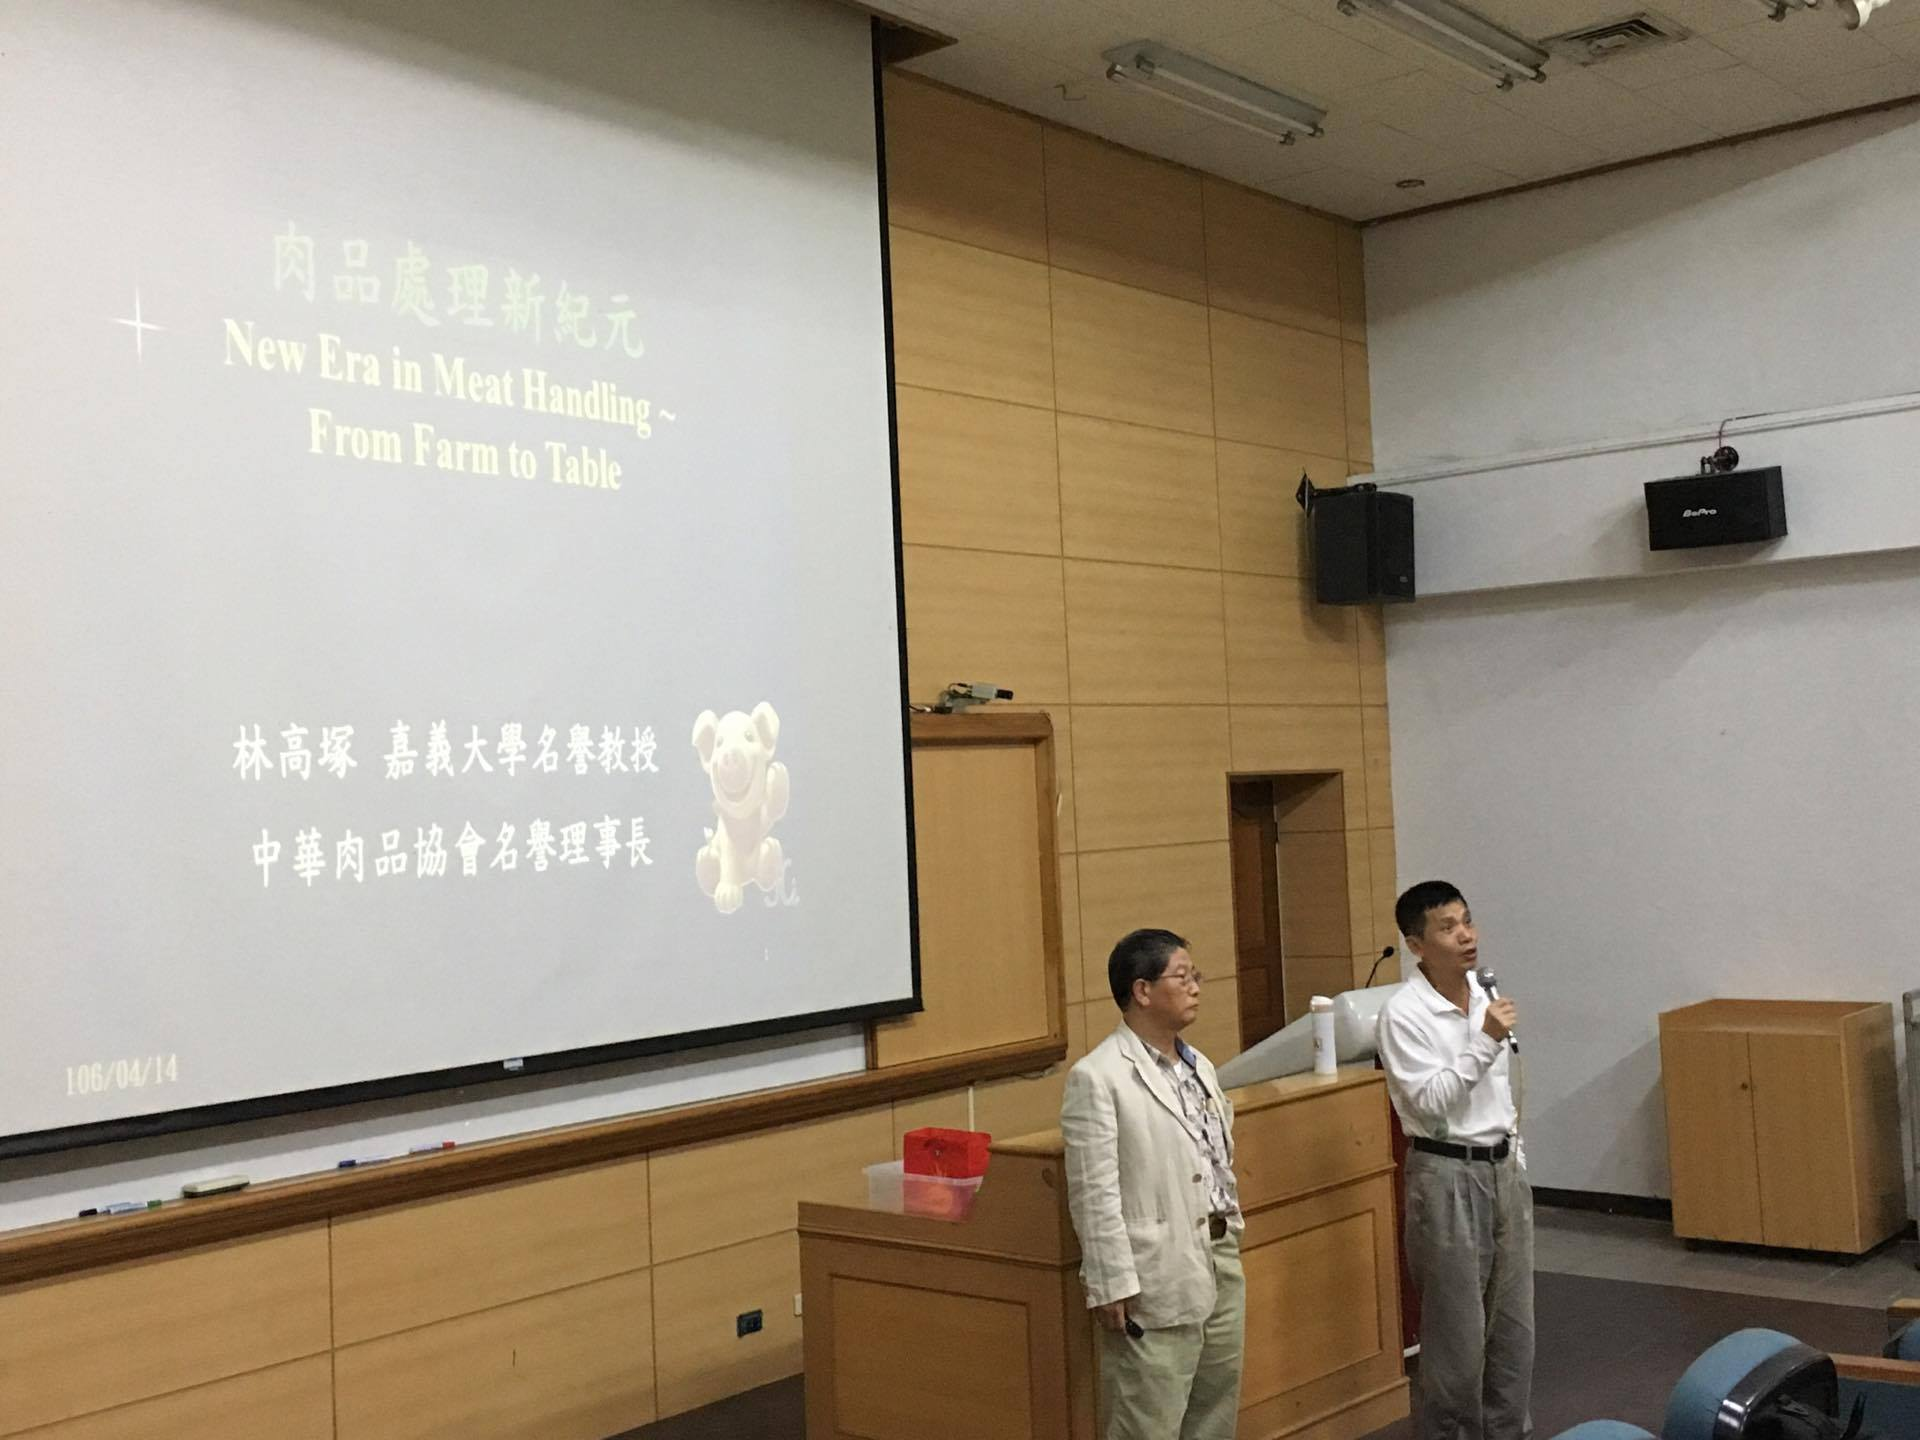 肉品處理新紀元
New Era in Meat Handling ~
From Farm to Table
林高塚 嘉義大學名譽教授
中華肉品協會名譽理事長
1
106/04/14
BoPro